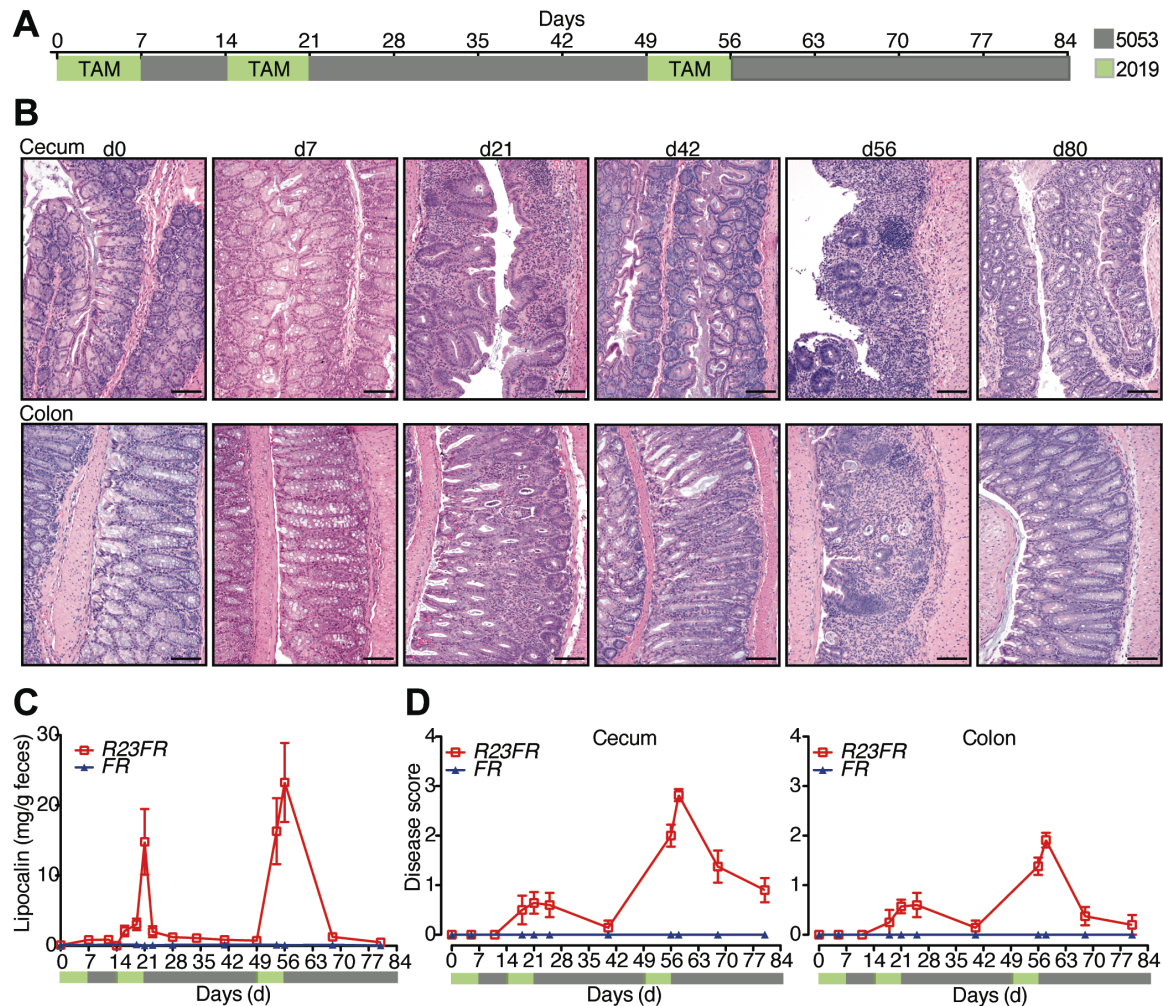 A
Days
0 7 14 21 28 35 42 49 56 63 70 77 84
TAM TAM TAM
5053
2019
B
Cecum d0 d7 d21 d42 d56 d80
Colon
C
30
20
10
0
Lipocalin (mg/g feces)
R23FR
FR
0 7 14 21 28 35 42 49 56 63 70 77 84
Days (d)
D
Cecum
4
3
2
1
0
Disease score
R23FR
FR
0 7 14 21 28 35 42 49 56 63 70 77 84
Days (d)
Colon
4
3
2
1
0
R23FR
FR
0 7 14 21 28 35 42 49 56 63 70 77 84
Days (d)